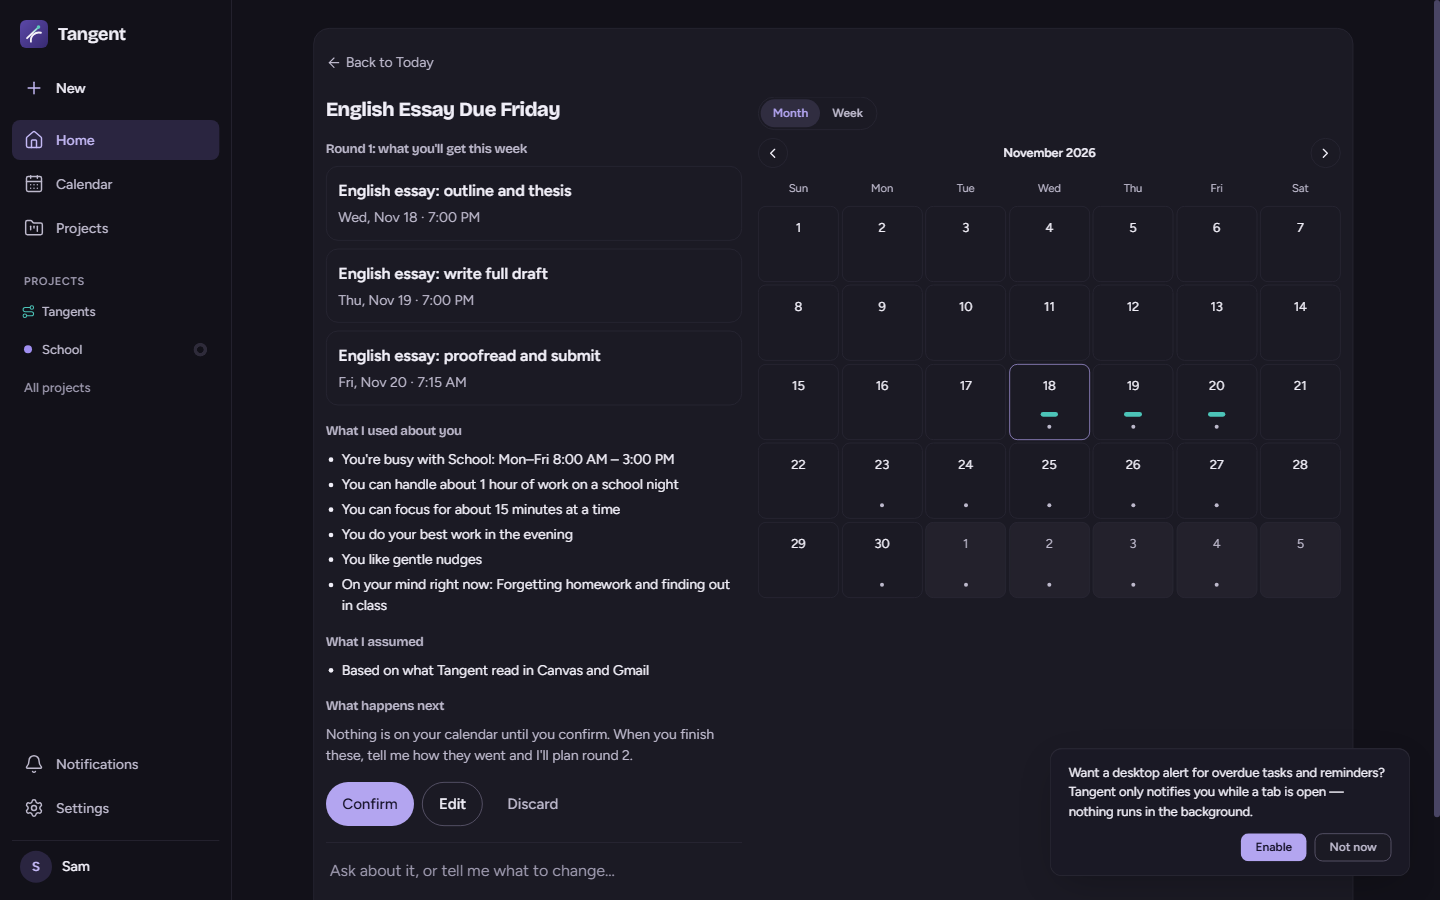 Tangent
New
Home
Calendar
Projects
PROJECTS
Tangents
School
All projects
Notifications
Settings
S
Sam
← Back to Today
English Essay Due Friday
Round 1: what you'll get this week
English essay: outline and thesis
Wed, Nov 18 · 7:00 PM
English essay: write full draft
Thu, Nov 19 · 7:00 PM
English essay: proofread and submit
Fri, Nov 20 · 7:15 AM
What I used about you
• You're busy with School: Mon–Fri 8:00 AM – 3:00 PM
• You can handle about 1 hour of work on a school night
• You can focus for about 15 minutes at a time
• You do your best work in the evening
• You like gentle nudges
• On your mind right now: Forgetting homework and finding out
in class
What I assumed
• Based on what Tangent read in Canvas and Gmail
What happens next
Nothing is on your calendar until you confirm. When you finish
these, tell me how they went and I'll plan round 2.
Confirm Edit Discard
Ask about it, or tell me what to change...
Month Week
November 2026
Sun Mon Tue Wed Thu Fri Sat
1 2 3 4 5 6 7
8 9 10 11 12 13 14
15 16 17 18 19 20 21
22 23 24 25 26 27 28
29 30 1 2 3 4 5
Want a desktop alert for overdue tasks and reminders?
Tangent only notifies you while a tab is open —
nothing runs in the background.
Enable Not now